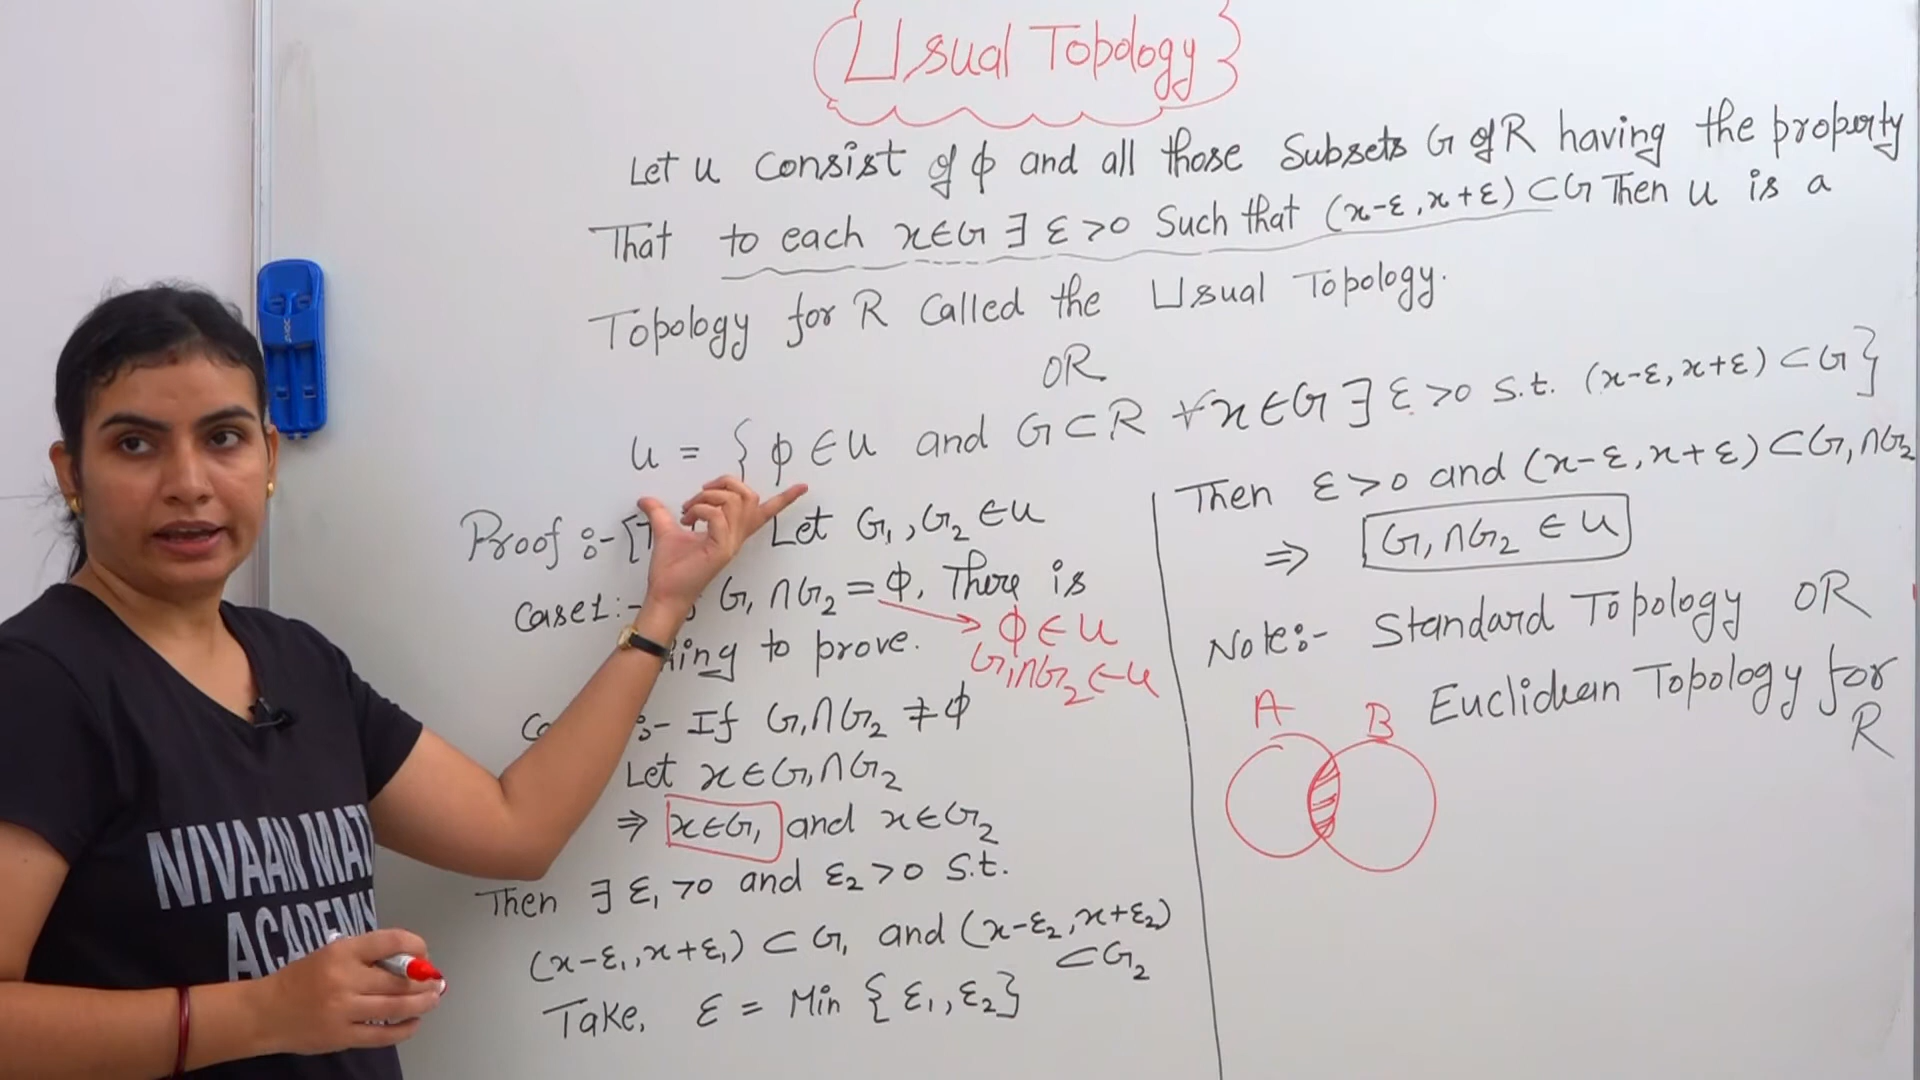 Usual Topology
Let u consist of ϕ and all those subsets G of R having the property
That to each x∈G ∃ ε>0 Such that (x-ε, x+ε) ⊂G Then u is a
Topology for R called the Usual Topology.
OR
u = { ϕ∈u and G⊂R ∀x∈G ∃ ε>0 s.t. (x-ε, x+ε) ⊂G}
Proof :- [T Let G₁, G₂ ∈u
Case1:- G₁∩G₂ = ϕ. There is
to prove.
ϕ∈u
G₁∩G₂ ∈ u
:- If G₁∩G₂ ≠ ϕ
Let x∈G₁∩G₂
⇒ x∈G₁ and x∈G₂
Then ∃ ε₁>0 and ε₂>0 s.t.
(x-ε₁, x+ε₁) ⊂ G₁ and (x-ε₂, x+ε₂)
⊂G₂
Take, ε = Min {ε₁, ε₂}
Then ε>0 and (x-ε, x+ε) ⊂G₁∩G₂
⇒ G₁∩G₂ ∈ u
Note:- Standard Topology OR
Euclidean Topology for
R
A B
NIVAAN MAT
ACADEMY